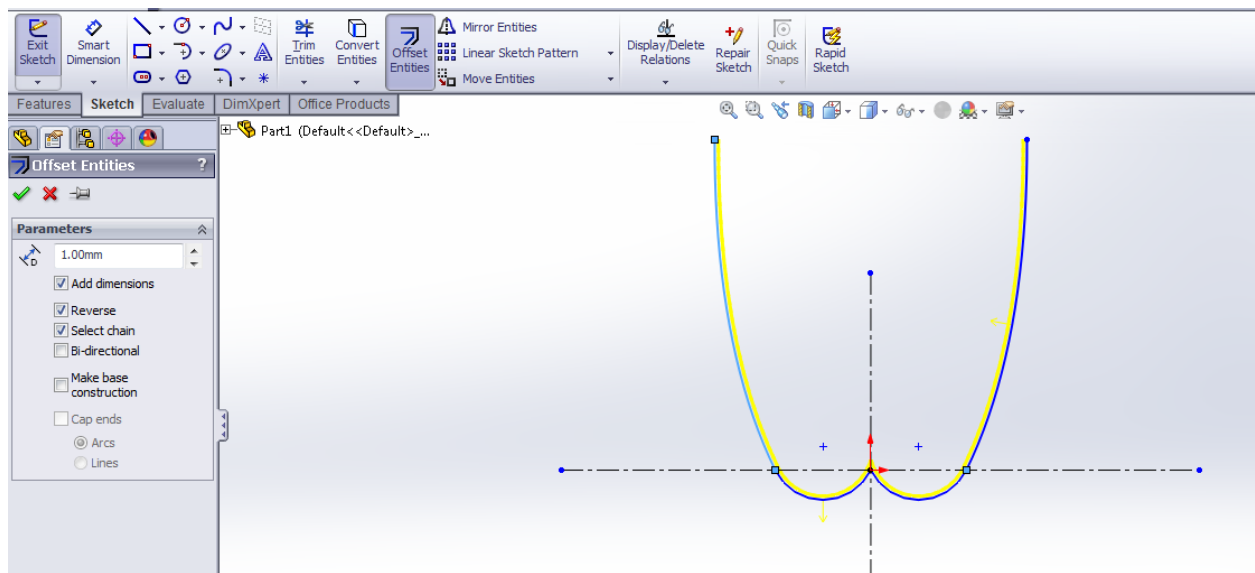 Exit Sketch
Smart Dimension
Trim Entities
Convert Entities
Offset Entities
Mirror Entities
Linear Sketch Pattern
Move Entities
Display/Delete Relations
Repair Sketch
Quick Snaps
Rapid Sketch
Features Sketch Evaluate DimXpert Office Products
Part1 (Default<<Default>_...
Offset Entities ?
Parameters
D 1.00mm
Add dimensions
Reverse
Select chain
Bi-directional
Make base
construction
Cap ends
Arcs
Lines